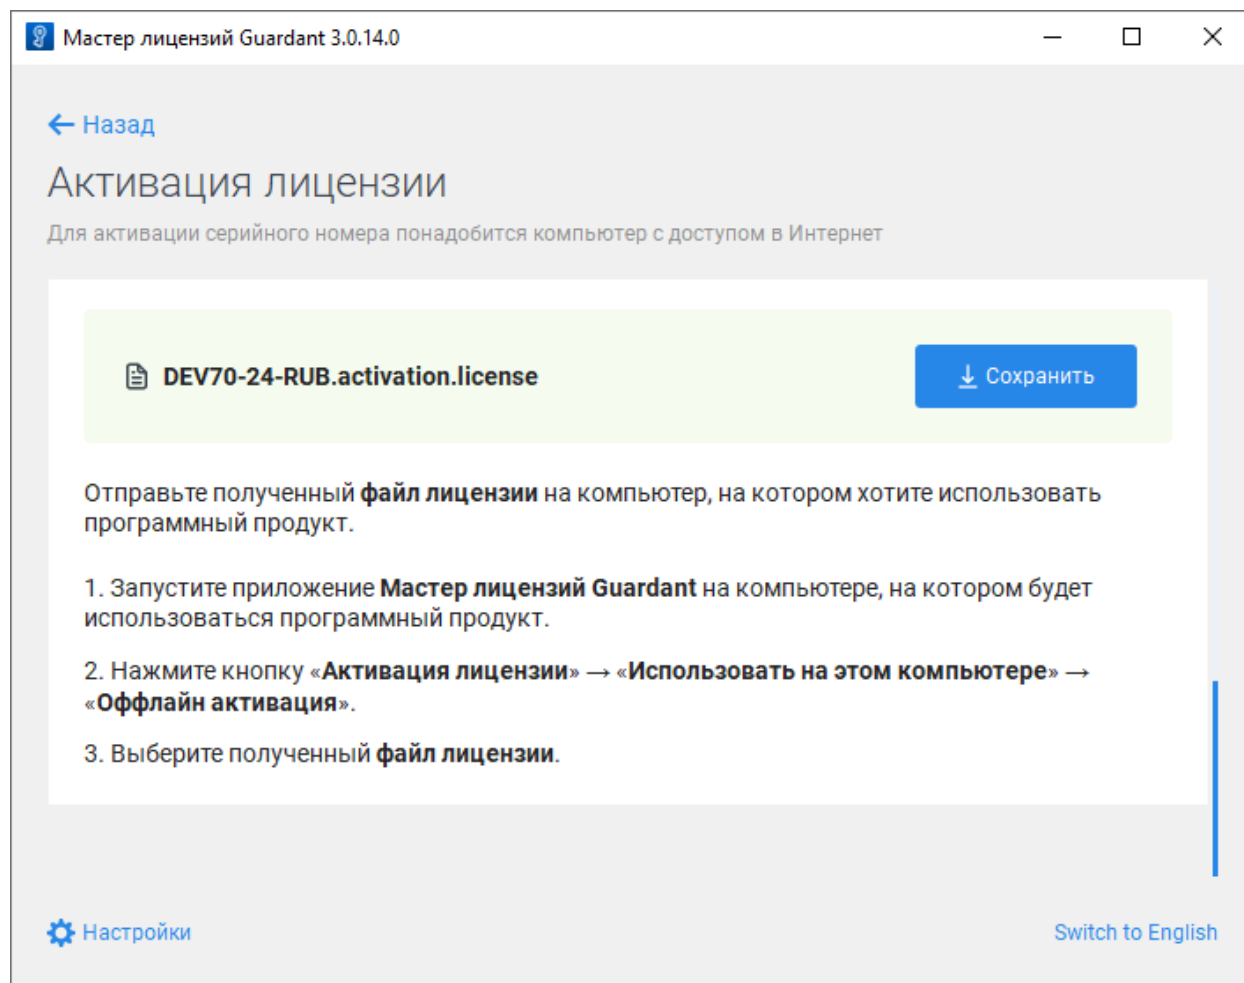 Мастер лицензий Guardant 3.0.14.0
Назад
Активация лицензии
Для активации серийного номера понадобится компьютер с доступом в Интернет
DEV70-24-RUB.activation.license
Сохранить
Отправьте полученный файл лицензии на компьютер, на котором хотите использовать
программный продукт.
1. Запустите приложение Мастер лицензий Guardant на компьютере, на котором будет
использоваться программный продукт.
2. Нажмите кнопку «Активация лицензии» → «Использовать на этом компьютере» →
«Оффлайн активация».
3. Выберите полученный файл лицензии.
Настройки
Switch to English